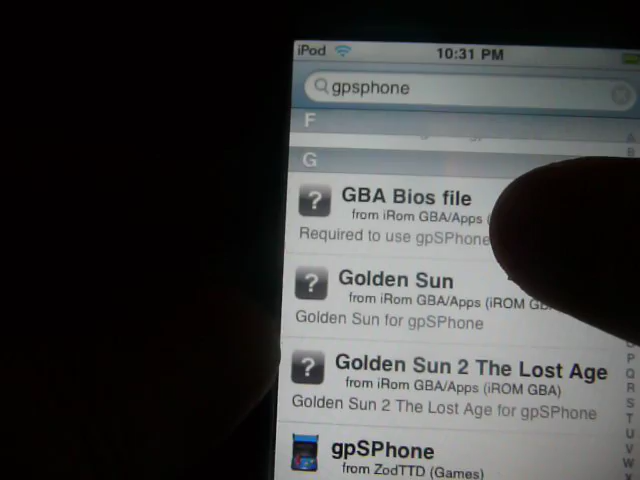 iPod 10:31 PM
gpsphone
F
A
B
G
? GBA Bios file
from iRom GBA/Apps (
Required to use gpSPhone
? Golden Sun
from iRom GBA/Apps (iROM GB
Golden Sun for gpSPhone
? Golden Sun 2 The Lost Age
from iRom GBA/Apps (iROM GBA)
Golden Sun 2 The Lost Age for gpSPhone
P
Q
R
S
T
U
V
W
gpSPhone
from ZodTTD (Games)